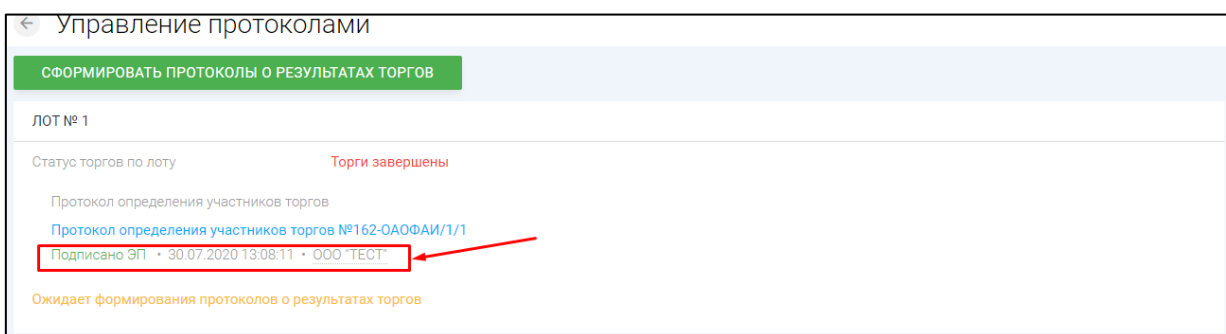 Управление протоколами
СФОРМИРОВАТЬ ПРОТОКОЛЫ О РЕЗУЛЬТАТАХ ТОРГОВ
ЛОТ № 1
Статус торгов по лоту Торги завершены
Протокол определения участников торгов
Протокол определения участников торгов №162-ОАОФАИ/1/1
Подписано ЭП • 30.07.2020 13:08:11 • ООО "ТЕСТ"
Ожидает формирования протоколов о результатах торгов